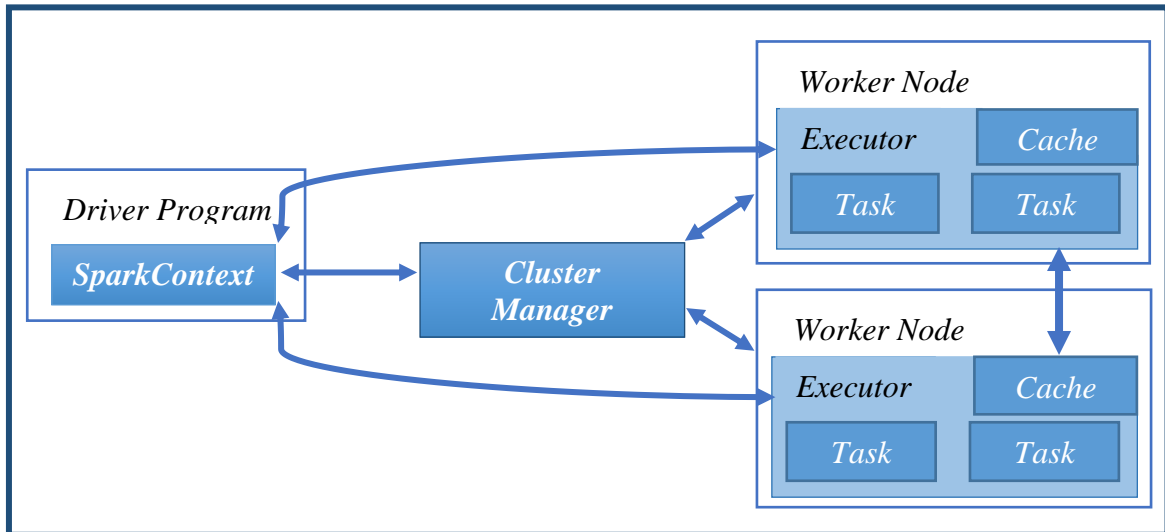 Driver Program
SparkContext
Cluster
Manager
Worker Node
Executor
Cache
Task
Task
Worker Node
Executor
Cache
Task
Task